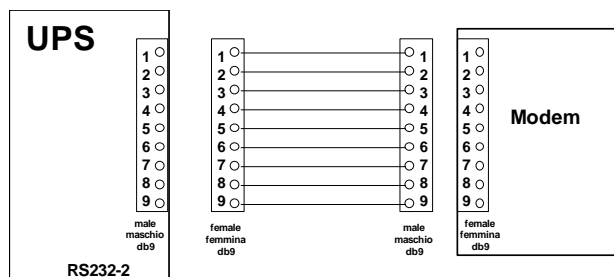 UPS
1 1 1 1
2 2 2 2
3 3 3 3
4 4 4 4
5 5 5 5
6 6 6 6
7 7 7 7
8 8 8 8
9 9 9 9
Modem
male
maschio
db9
female
femmina
db9
male
maschio
db9
female
femmina
db9
RS232-2